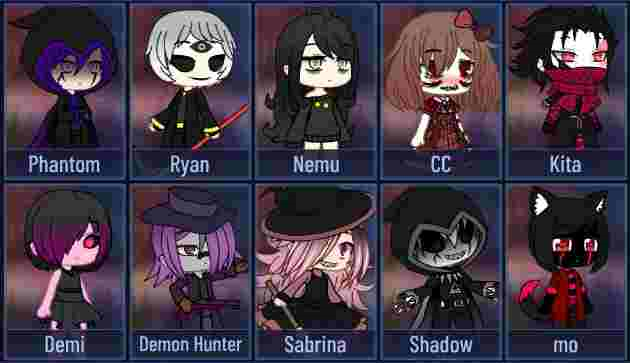 Phantom
Ryan
Nemu
CC
Kita
Demi
Demon Hunter
Sabrina
Shadow
mo